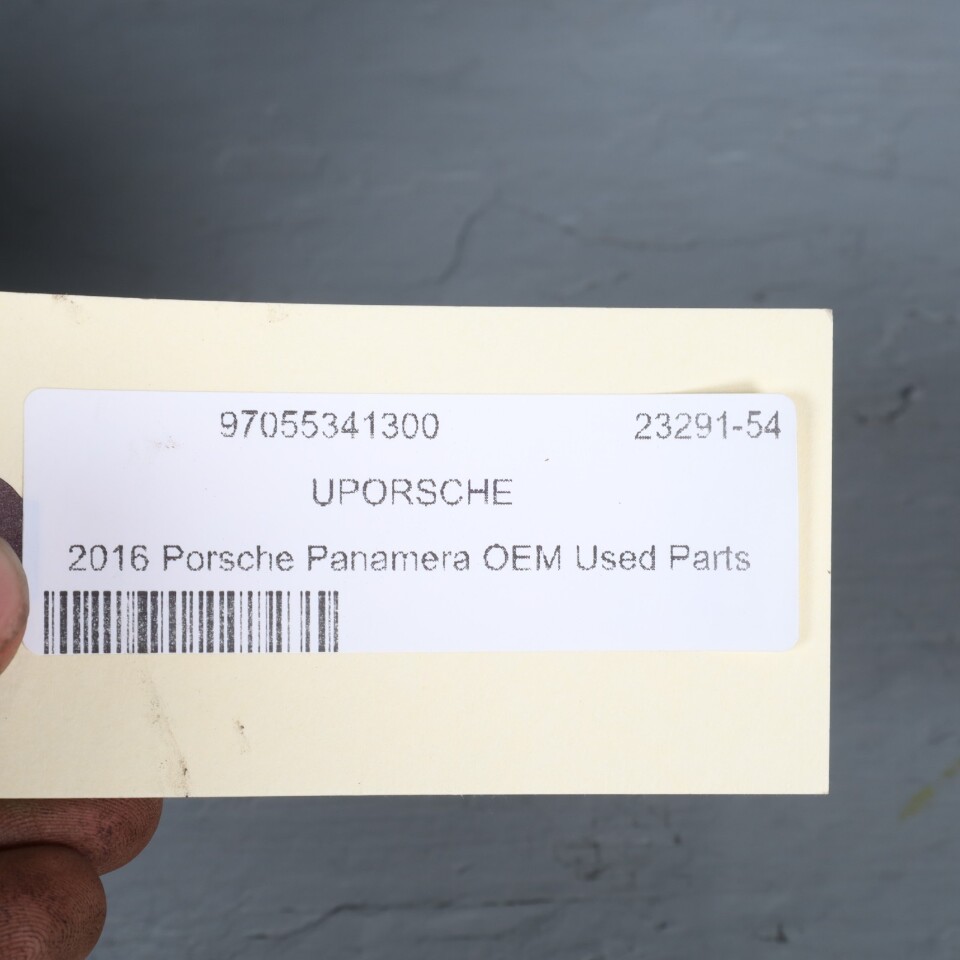 97055341300 23291-54
UPORSCHE
2016 Porsche Panamera OEM Used Parts